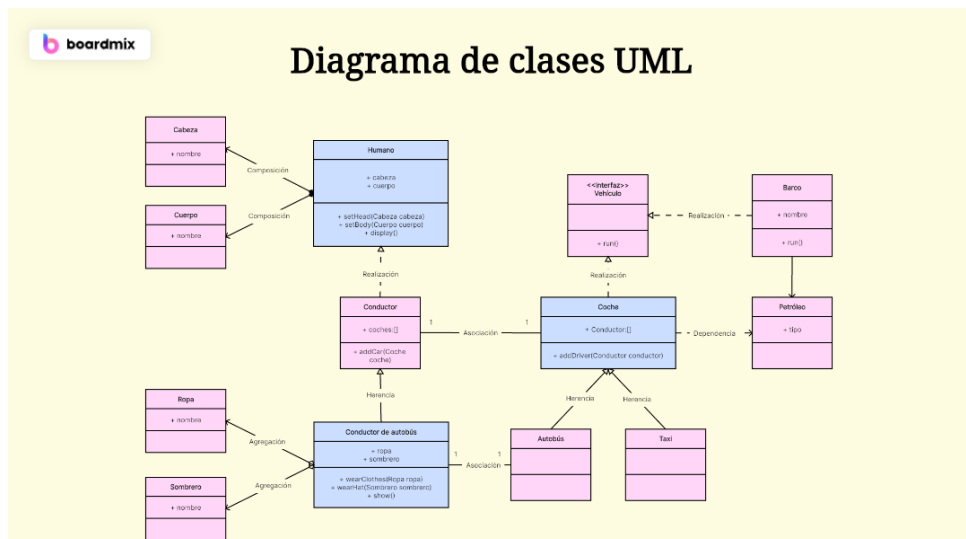 boardmix
Diagrama de clases UML
Cabeza
+ nombre
Composición
Cuerpo
+ nombre
Composición
Humano
+ cabeza
+ cuerpo
+ setHead(Cabeza cabeza)
+ setBody(Cuerpo cuerpo)
+ display()
<<Interfaz>>
Vehículo
+ run()
Realización
Barco
+ nombre
+ run()
Realización
Realización
Conductor
+ coches:[]
+ addCar(Coche
coche)
1
Asociación
1
Coche
+ Conductor:[]
+ addDriver(Conductor conductor)
Dependencia
Petróleo
+ tipo
Herencia
Herencia
Herencia
Ropa
+ nombre
Agregación
Sombrero
+ nombre
Agregación
Conductor de autobús
+ ropa
+ sombrero
+ wearClothes(Ropa ropa)
+ wearHat(Sombrero sombrero)
+ show()
1
Asociación
1
Autobús
Taxi